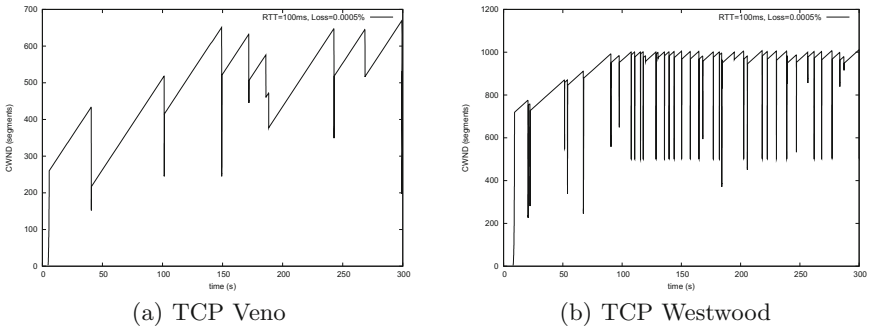 RTT=100ms, Loss=0.0005%
700
600
500
400
300
200
100
0
CWND (segments)
0 50 100 150 200 250 300
time (s)
(a) TCP Veno
RTT=100ms, Loss=0.0005%
1200
1000
800
600
400
200
0
CWND (segments)
0 50 100 150 200 250 300
time (s)
(b) TCP Westwood